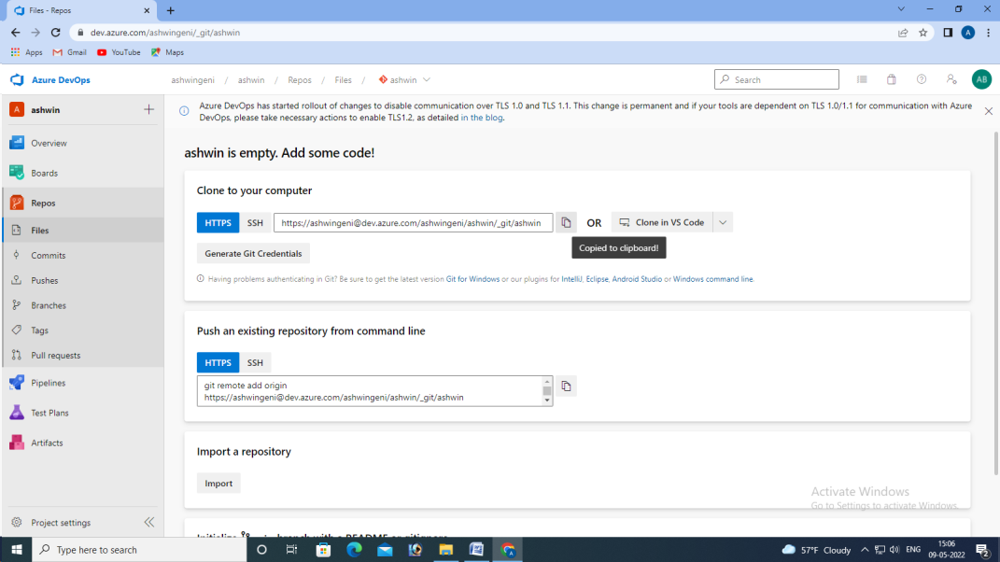 Files - Repos
dev.azure.com/ashwingeni/_git/ashwin
A
Apps
Gmail
YouTube
Maps
Azure DevOps
ashwingeni / ashwin / Repos / Files / ashwin
Search
AB
A ashwin
Azure DevOps has started rollout of changes to disable communication over TLS 1.0 and TLS 1.1. This change is permanent and if your tools are dependent on TLS 1.0/1.1 for communication with Azure
DevOps, please take necessary actions to enable TLS1.2, as detailed in the blog.
Overview
Boards
Repos
Files
Commits
Pushes
Branches
Tags
Pull requests
Pipelines
Test Plans
Artifacts
Project settings
ashwin is empty. Add some code!
Clone to your computer
HTTPS SSH https://ashwingeni@dev.azure.com/ashwingeni/ashwin/_git/ashwin OR Clone in VS Code
Copied to clipboard!
Generate Git Credentials
Having problems authenticating in Git? Be sure to get the latest version Git for Windows or our plugins for IntelliJ, Eclipse, Android Studio or Windows command line.
Push an existing repository from command line
HTTPS SSH
git remote add origin
https://ashwingeni@dev.azure.com/ashwingeni/ashwin/_git/ashwin
Import a repository
Import
Activate Windows
Go to Settings to activate Windows.
Initialize main branch with a README or gitignore
Type here to search
57°F Cloudy
ENG
15:06
09-05-2022
2